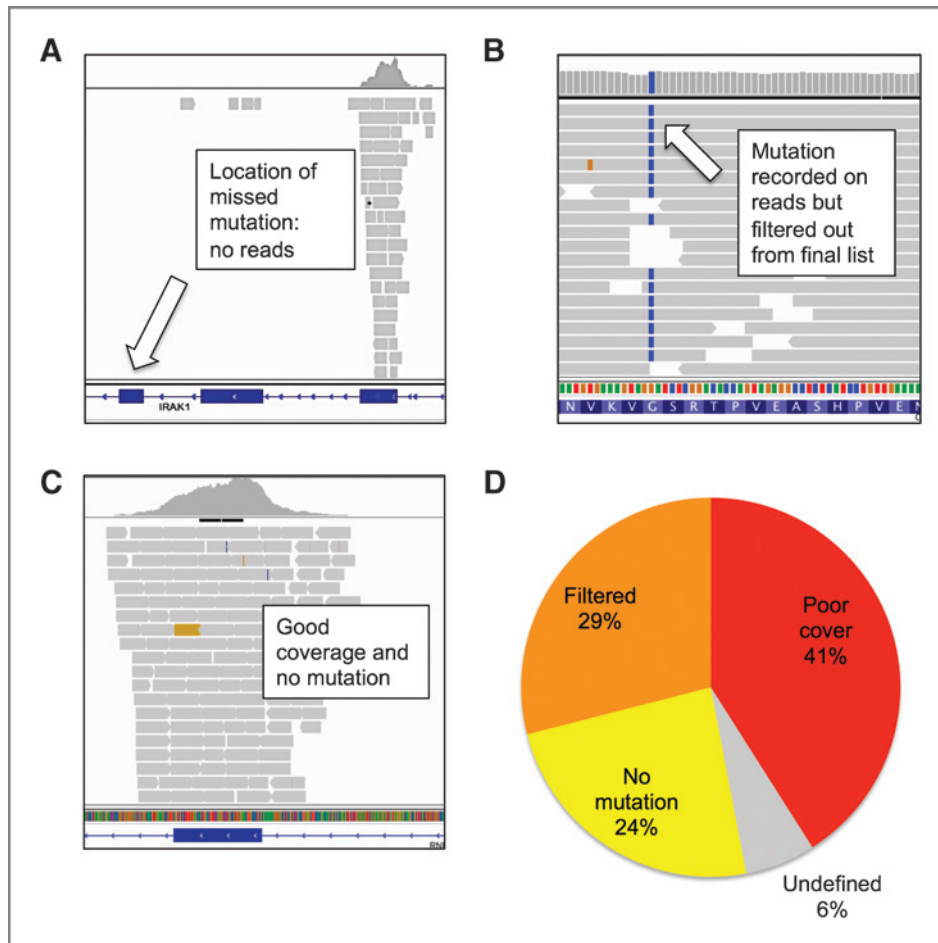 A
Location of
missed
mutation:
no reads
IRAK1
B
Mutation
recorded on
reads but
filtered out
from final list
N V K V G S R T P V E A S H P V E N
C
Good
coverage and
no mutation
D
Filtered
29%
Poor
cover
41%
No
mutation
24%
Undefined
6%